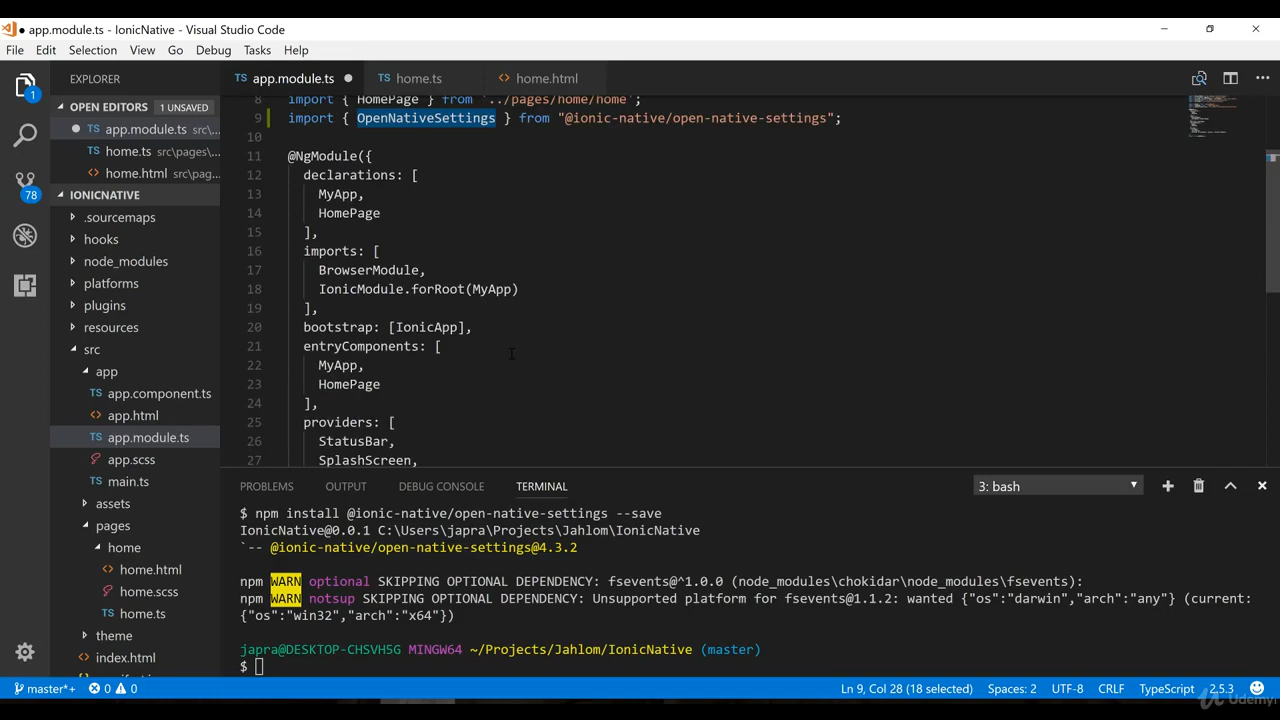 app.module.ts - IonicNative - Visual Studio Code
File Edit Selection View Go Debug Tasks Help
EXPLORER
OPEN EDITORS 1 UNSAVED
TS app.module.ts src\...
TS home.ts src\pages\...
<> home.html src\pag...
IONICNATIVE
.sourcemaps
hooks
node_modules
platforms
plugins
resources
src
app
TS app.component.ts
<> app.html
TS app.module.ts
app.scss
TS main.ts
assets
pages
home
<> home.html
home.scss
TS home.ts
theme
<> index.html
1
78
TS app.module.ts
TS home.ts
<> home.html
8 import { HomePage } from '../pages/home/home';
9 import { OpenNativeSettings } from "@ionic-native/open-native-settings";
10
11 @NgModule({
12 declarations: [
13 MyApp,
14 HomePage
15 ],
16 imports: [
17 BrowserModule,
18 IonicModule.forRoot(MyApp)
19 ],
20 bootstrap: [IonicApp],
21 entryComponents: [
22 MyApp,
23 HomePage
24 ],
25 providers: [
26 StatusBar,
27 SplashScreen,
PROBLEMS OUTPUT DEBUG CONSOLE TERMINAL 3: bash
$ npm install @ionic-native/open-native-settings --save
IonicNative@0.0.1 C:\Users\japra\Projects\Jahlom\IonicNative
`-- @ionic-native/open-native-settings@4.3.2
npm WARN optional SKIPPING OPTIONAL DEPENDENCY: fsevents@^1.0.0 (node_modules\chokidar\node_modules\fsevents):
npm WARN notsup SKIPPING OPTIONAL DEPENDENCY: Unsupported platform for fsevents@1.1.2: wanted {"os":"darwin","arch":"any"} (current:
{"os":"win32","arch":"x64"})
japra@DESKTOP-CHSVH5G MINGW64 ~/Projects/Jahlom/IonicNative (master)
$
master*+ 0 0 Ln 9, Col 28 (18 selected) Spaces: 2 UTF-8 CRLF TypeScript 2.5.3
Udemy